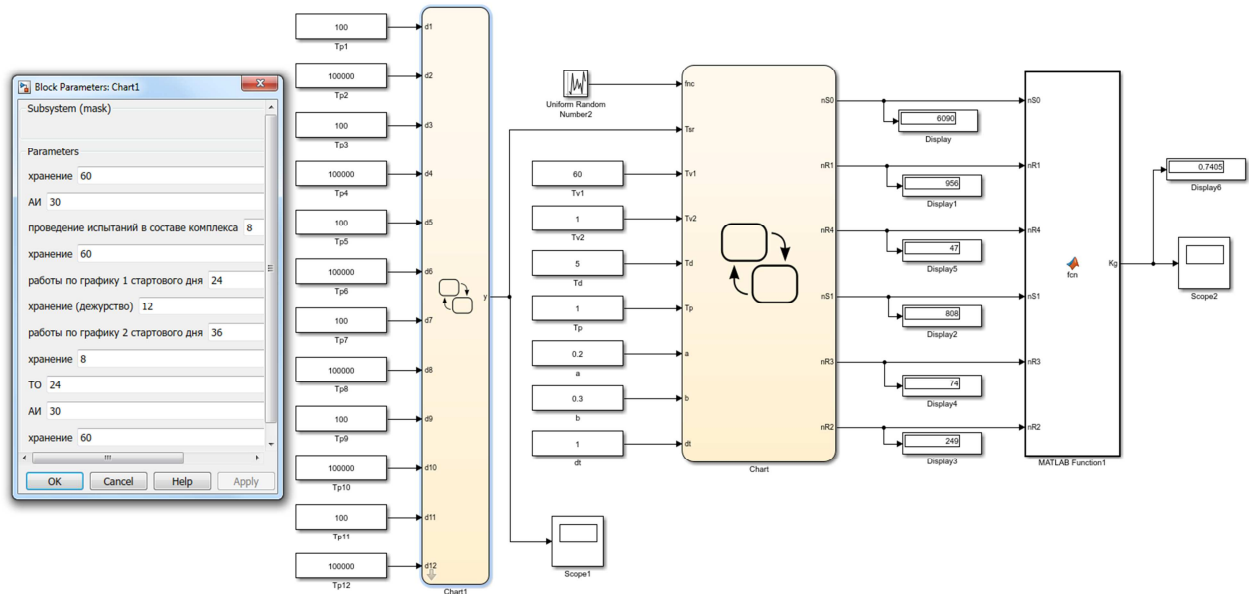 Block Parameters: Chart1
Subsystem (mask)
Parameters
хранение 60
АИ 30
проведение испытаний в составе комплекса 8
хранение 60
работы по графику 1 стартового дня 24
хранение (дежурство) 12
работы по графику 2 стартового дня 36
хранение 8
ТО 24
АИ 30
хранение 60
OK Cancel Help Apply
100 d1
Tp1
100000 d2
Tp2
100 d3
Tp3
100000 d4
Tp4
100 d5
Tp5
100000 d6
Tp6
100 d7
Tp7
100000 d8
Tp8
100 d9
Tp9
100000 d10
Tp10
100 d11
Tp11
100000 d12
Tp12
y
Chart1
Scope1
Uniform Random
Number2
fnc
Tsr
60 Tv1
Tv1
1 Tv2
Tv2
5 Td
Td
1 Tp
Tp
0.2 a
a
0.3 b
b
1 dt
dt
Chart
nS0 nS0
6090
Display
nR1 nR1
956
Display1
nR4 nR4
47
Display5
nS1 nS1
808
Display2
nR3 nR3
74
Display4
nR2 nR2
249
Display3
fcn
Kg
MATLAB Function1
0.7405
Display6
Scope2